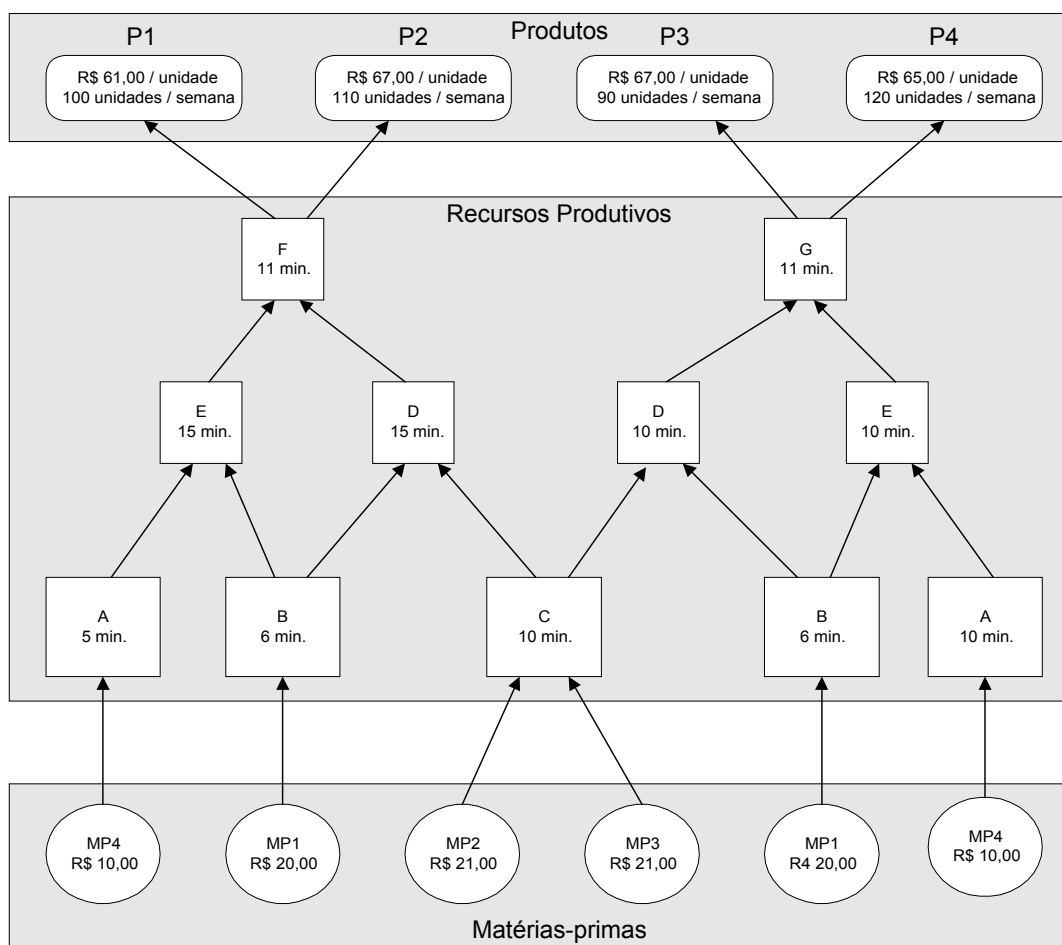 Produtos
P1
P2
P3
P4
R$ 61,00 / unidade
100 unidades / semana
R$ 67,00 / unidade
110 unidades / semana
R$ 67,00 / unidade
90 unidades / semana
R$ 65,00 / unidade
120 unidades / semana
Recursos Produtivos
F
11 min.
G
11 min.
E
15 min.
D
15 min.
D
10 min.
E
10 min.
A
5 min.
B
6 min.
C
10 min.
B
6 min.
A
10 min.
MP4
R$ 10,00
MP1
R$ 20,00
MP2
R$ 21,00
MP3
R$ 21,00
MP1
R4 20,00
MP4
R$ 10,00
Matérias-primas